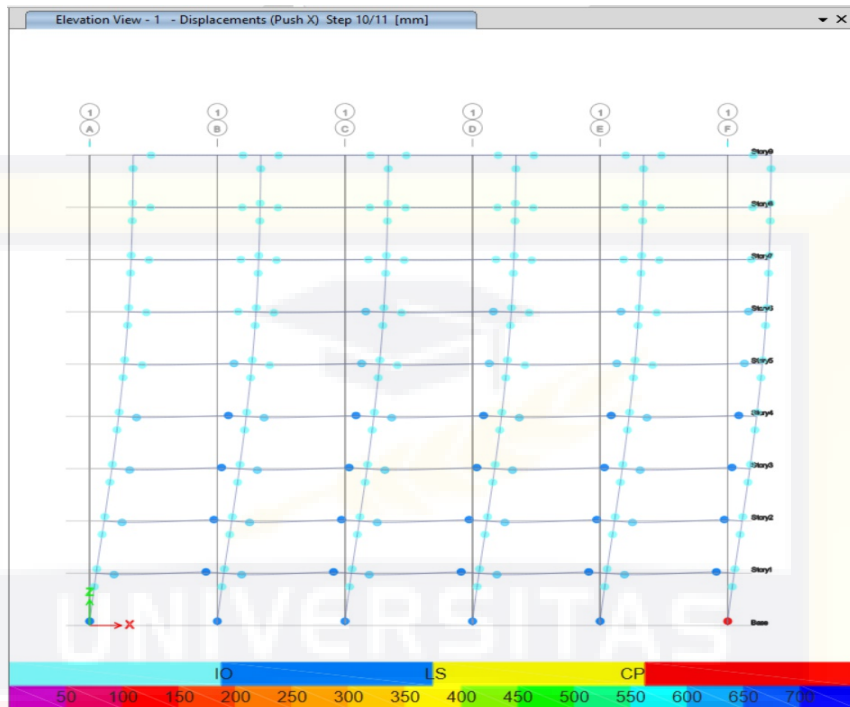 Elevation View - 1 - Displacements (Push X) Step 10/11 [mm]
1 1 1 1 1 1
A B C D E F
Story9
Story8
Story7
Story6
Story5
Story4
Story3
Story2
Story1
Z
X
Base
UNIVERSITAS
IO LS CP
50 100 150 200 250 300 350 400 450 500 550 600 650 700